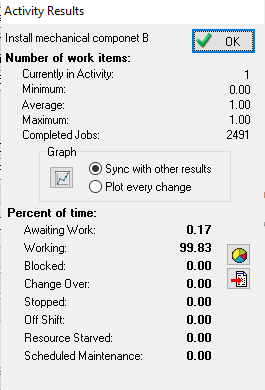 Activity Results
Install mechanical componet B
OK
Number of work items:
Currently in Activity: 1
Minimum: 0.00
Average: 1.00
Maximum: 1.00
Completed Jobs: 2491
Graph
Sync with other results
Plot every change
Percent of time:
Awaiting Work: 0.17
Working: 99.83
Blocked: 0.00
Change Over: 0.00
Stopped: 0.00
Off Shift: 0.00
Resource Starved: 0.00
Scheduled Maintenance: 0.00